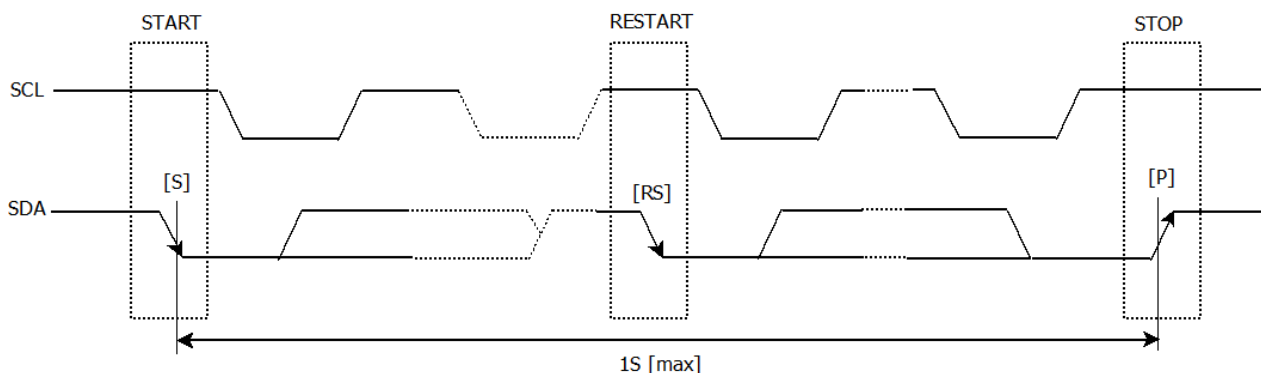 START RESTART STOP
SCL
[S] [RS] [P]
SDA
1S [max]